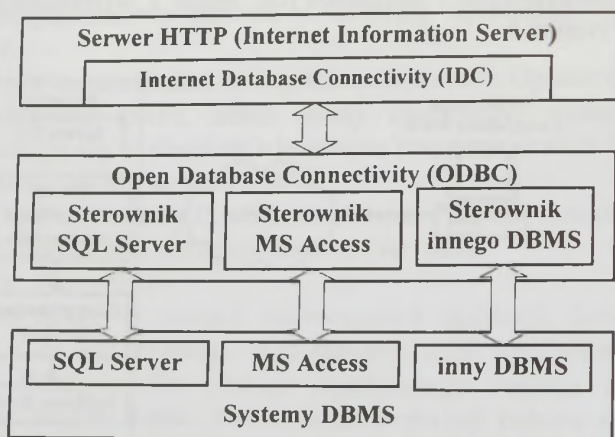 Serwer HTTP (Internet Information Server)
Internet Database Connectivity (IDC)
Open Database Connectivity (ODBC)
Sterownik
SQL Server
Sterownik
MS Access
Sterownik
innego DBMS
SQL Server
MS Access
inny DBMS
Systemy DBMS